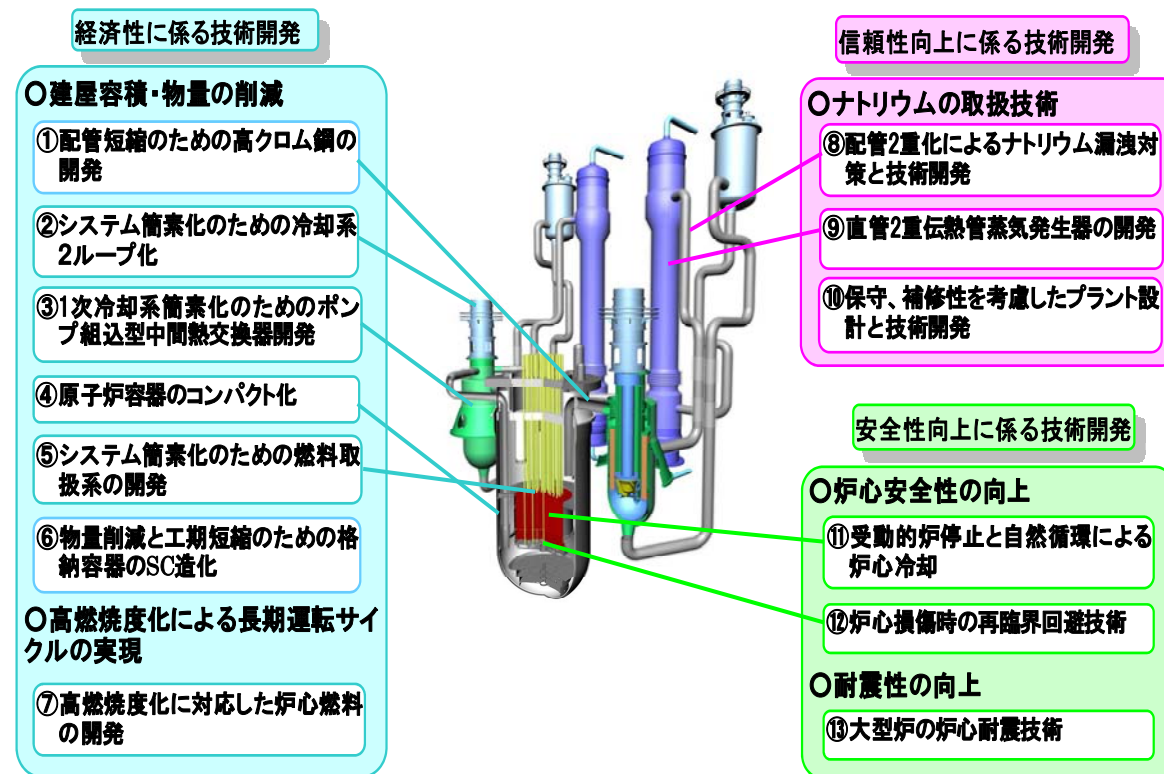 経済性に係る技術開発
○建屋容積・物量の削減
①配管短縮のための高クロム鋼の
開発
②システム簡素化のための冷却系
2ループ化
③1次冷却系簡素化のためのポン
プ組込型中間熱交換器開発
④原子炉容器のコンパクト化
⑤システム簡素化のための燃料取
扱系の開発
⑥物量削減と工期短縮のための格
納容器のSC造化
○高燃焼度化による長期運転サイ
クルの実現
⑦高燃焼度化に対応した炉心燃料
の開発
信頼性向上に係る技術開発
○ナトリウムの取扱技術
⑧配管2重化によるナトリウム漏洩対
策と技術開発
⑨直管2重伝熱管蒸気発生器の開発
⑩保守、補修性を考慮したプラント設
計と技術開発
安全性向上に係る技術開発
○炉心安全性の向上
⑪受動的炉停止と自然循環による
炉心冷却
⑫炉心損傷時の再臨界回避技術
○耐震性の向上
⑬大型炉の炉心耐震技術